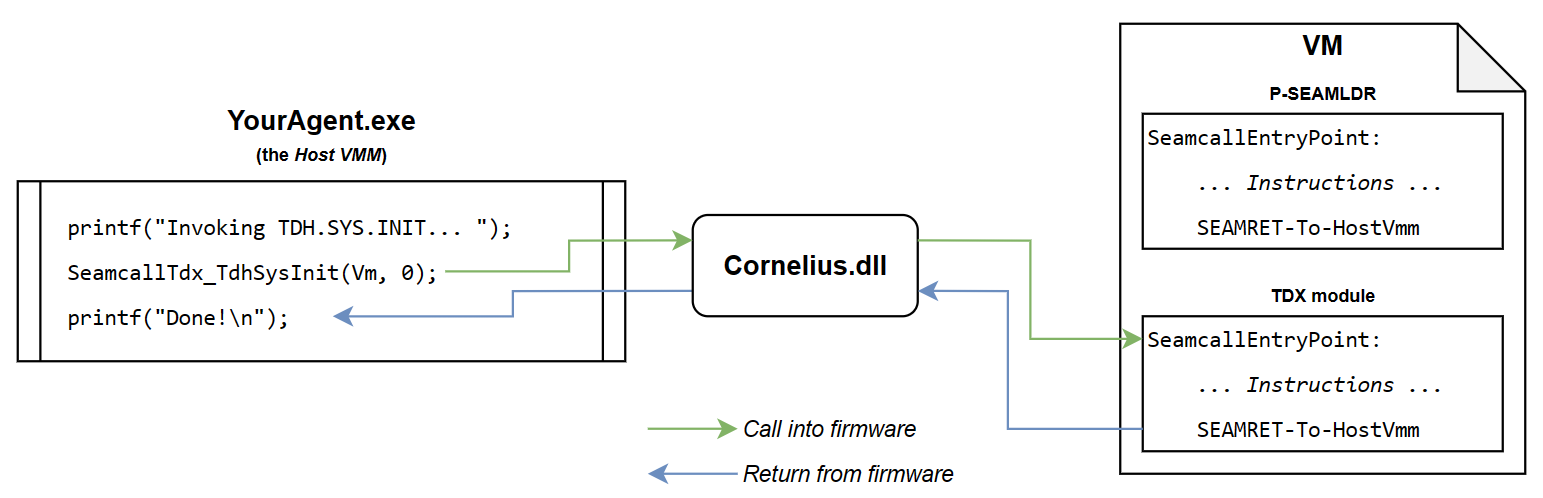 YourAgent.exe
(the Host VMM)
printf("Invoking TDH.SYS.INIT... ");
SeamcallTdx_TdhSysInit(Vm, 0);
printf("Done!\n");
Cornelius.dll
VM
P-SEAMLDR
SeamcallEntryPoint:
... Instructions ...
SEAMRET-To-HostVmm
TDX module
SeamcallEntryPoint:
... Instructions ...
SEAMRET-To-HostVmm
Call into firmware
Return from firmware